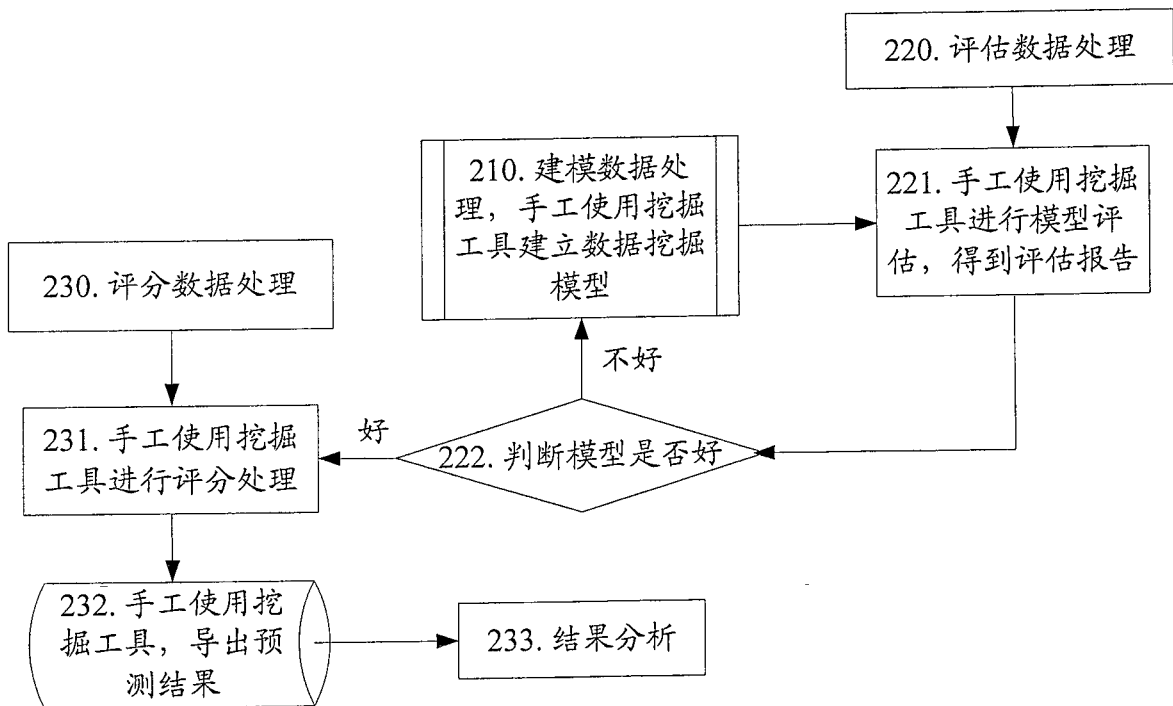 220. 评估数据处理
210. 建模数据处
理，手工使用挖掘
工具建立数据挖掘
模型
221. 手工使用挖掘
工具进行模型评
估，得到评估报告
230. 评分数据处理
不好
231. 手工使用挖掘
工具进行评分处理
好
222. 判断模型是否好
232. 手工使用挖
掘工具，导出预
测结果
233. 结果分析